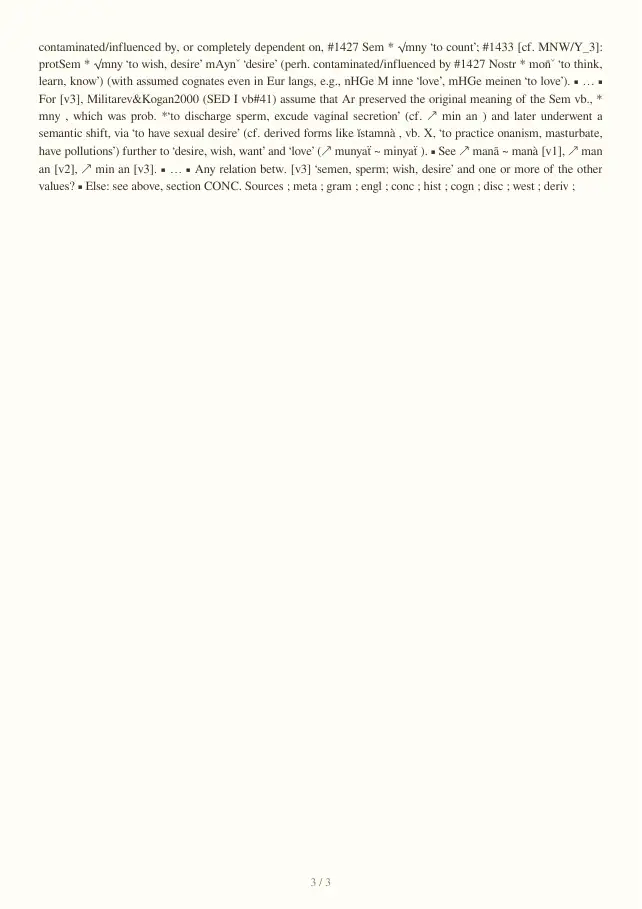 contaminated/influenced by, or completely dependent on, #1427 Sem * √mny ‘to count’; #1433 [cf. MNW/Y_3]:
protSem * √mny ‘to wish, desire’ mAynˇ ‘desire’ (perh. contaminated/influenced by #1427 Nostr * moñˇ ‘to think,
learn, know’) (with assumed cognates even in Eur langs, e.g., nHGe M inne ‘love’, mHGe meinen ‘to love’). ▪ … ▪
For [v3], Militarev&Kogan2000 (SED I vb#41) assume that Ar preserved the original meaning of the Sem vb., *
mny , which was prob. *‘to discharge sperm, excude vaginal secretion’ (cf. ↗ min an ) and later underwent a
semantic shift, via ‘to have sexual desire’ (cf. derived forms like ĭstamnà , vb. X, ‘to practice onanism, masturbate,
have pollutions’) further to ‘desire, wish, want’ and ‘love’ (↗ munyaẗ ~ minyaẗ ). ▪ See ↗ manā ~ manà [v1], ↗ man
an [v2], ↗ min an [v3]. ▪ … ▪ Any relation betw. [v3] ‘semen, sperm; wish, desire’ and one or more of the other
values? ▪ Else: see above, section CONC. Sources ; meta ; gram ; engl ; conc ; hist ; cogn ; disc ; west ; deriv ;
3 / 3